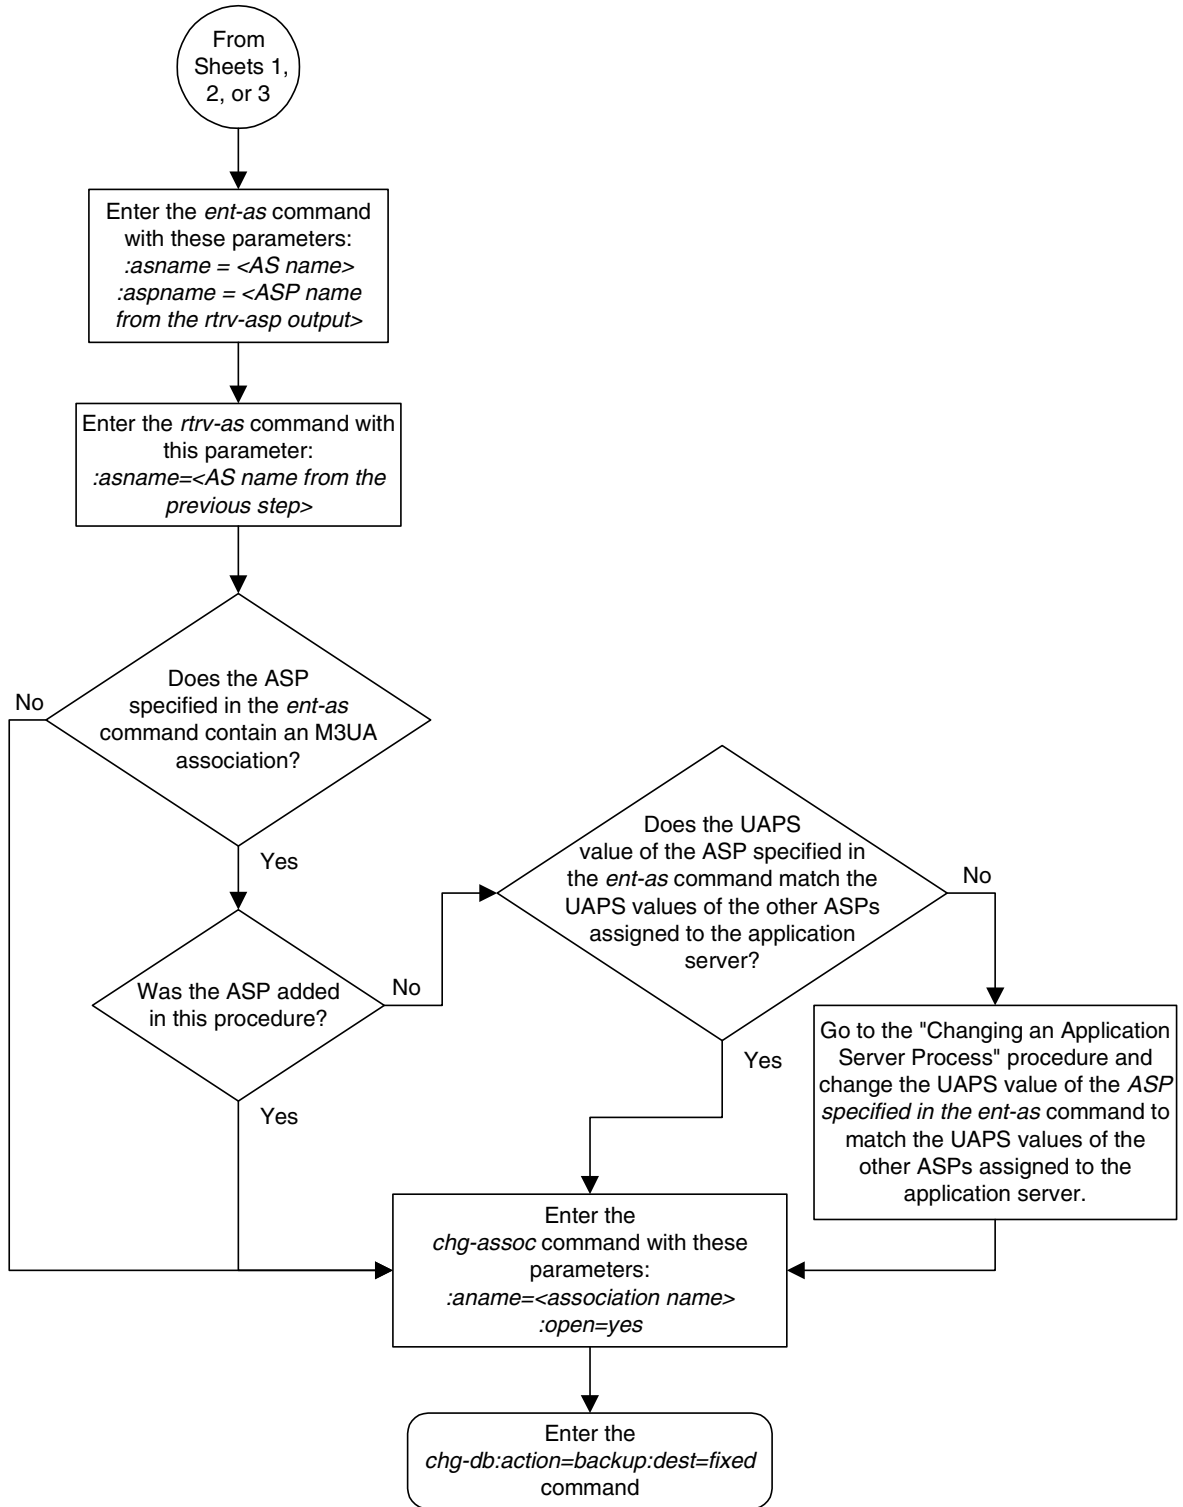 From
Sheets 1,
2, or 3
Enter the ent-as command
with these parameters:
:asname = <AS name>
:aspname = <ASP name
from the rtrv-asp output>
Enter the rtrv-as command with
this parameter:
:asname=<AS name from the
previous step>
Does the ASP
specified in the ent-as
command contain an M3UA
association?
No
Yes
Was the ASP added
in this procedure?
No
Yes
Does the UAPS
value of the ASP specified in
the ent-as command match the
UAPS values of the other ASPs
assigned to the application
server?
No
Yes
Go to the "Changing an Application
Server Process" procedure and
change the UAPS value of the ASP
specified in the ent-as command to
match the UAPS values of the
other ASPs assigned to the
application server.
Enter the
chg-assoc command with these
parameters:
:aname=<association name>
:open=yes
Enter the
chg-db:action=backup:dest=fixed
command